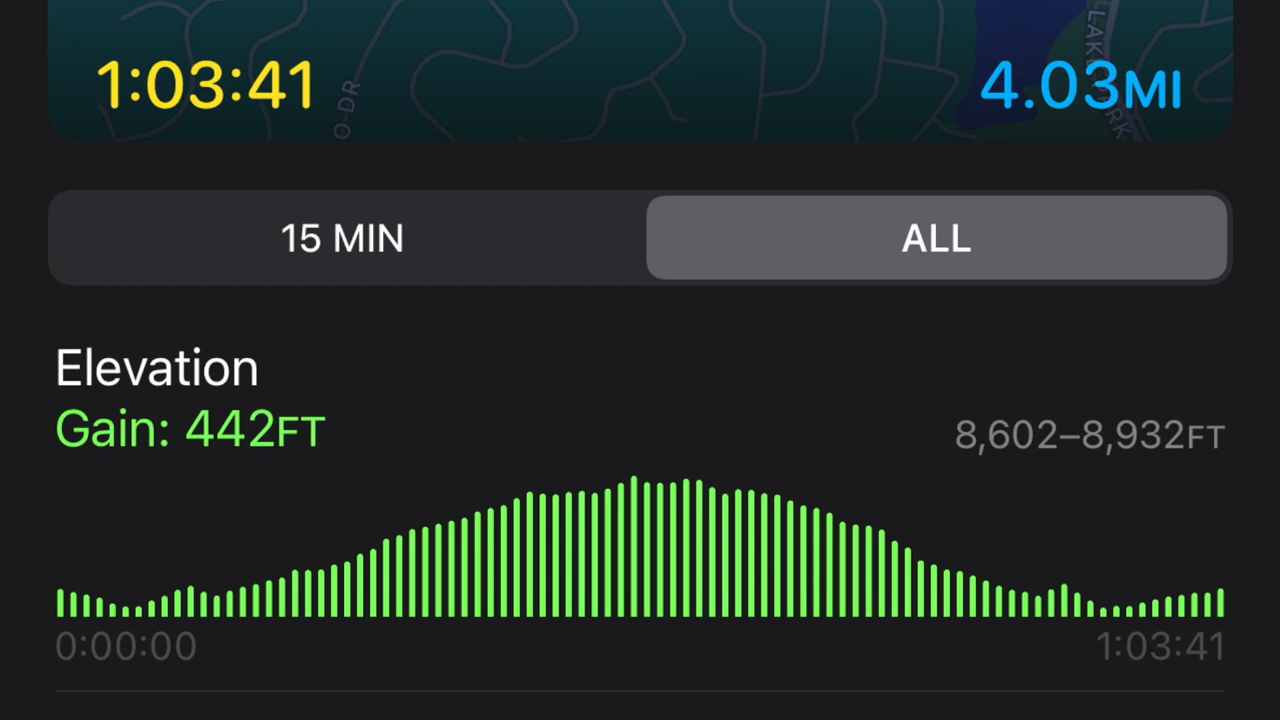 1:03:41
4.03MI
O-DR
15 MIN
ALL
Elevation
Gain: 442FT
8,602–8,932FT
0:00:00
1:03:41